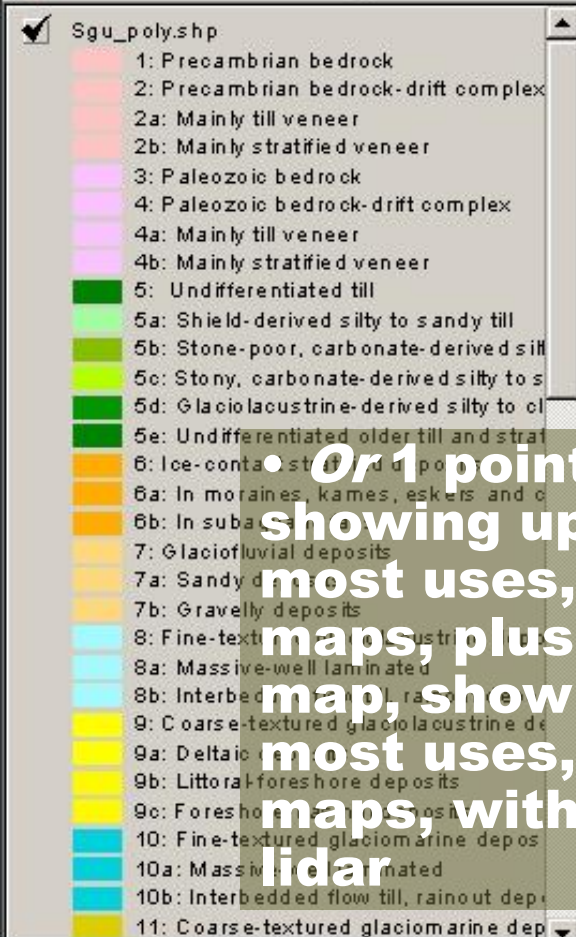 Sgu_poly.shp
1: Precambrian bedrock
2: Precambrian bedrock-drift complex
2a: Mainly till veneer
2b: Mainly stratified veneer
3: Paleozoic bedrock
4: Paleozoic bedrock-drift complex
4a: Mainly till veneer
4b: Mainly stratified veneer
5: Undifferentiated till
5a: Shield-derived silty to sandy till
5b: Stone-poor, carbonate-derived silt
5c: Stony, carbonate-derived silty to s
5d: Glaciolacustrine-derived silty to cl
5e: Undifferentiated older till and strat
6: Ice-contact stratified deposits
6a: In moraines, kames, eskers and c
6b: In
7: Glaciofluvial deposits
7a: Sandy
7b: Gravelly deposits
8: Fine-
8a: Massive-well laminated
8b:
9: Coarse-textured glaciolacustrine de
9a: Deltaic
9b: Littoral-foreshore deposits
9c:
10: Fine-textured glaciomarine depos
10a:
10b: Interbedded flow till, rainout dep
11: Coarse-textured glaciomarine dep
• Or 1 point
showing up
most uses,
maps, plus
map, show
most uses,
maps, with
lidar